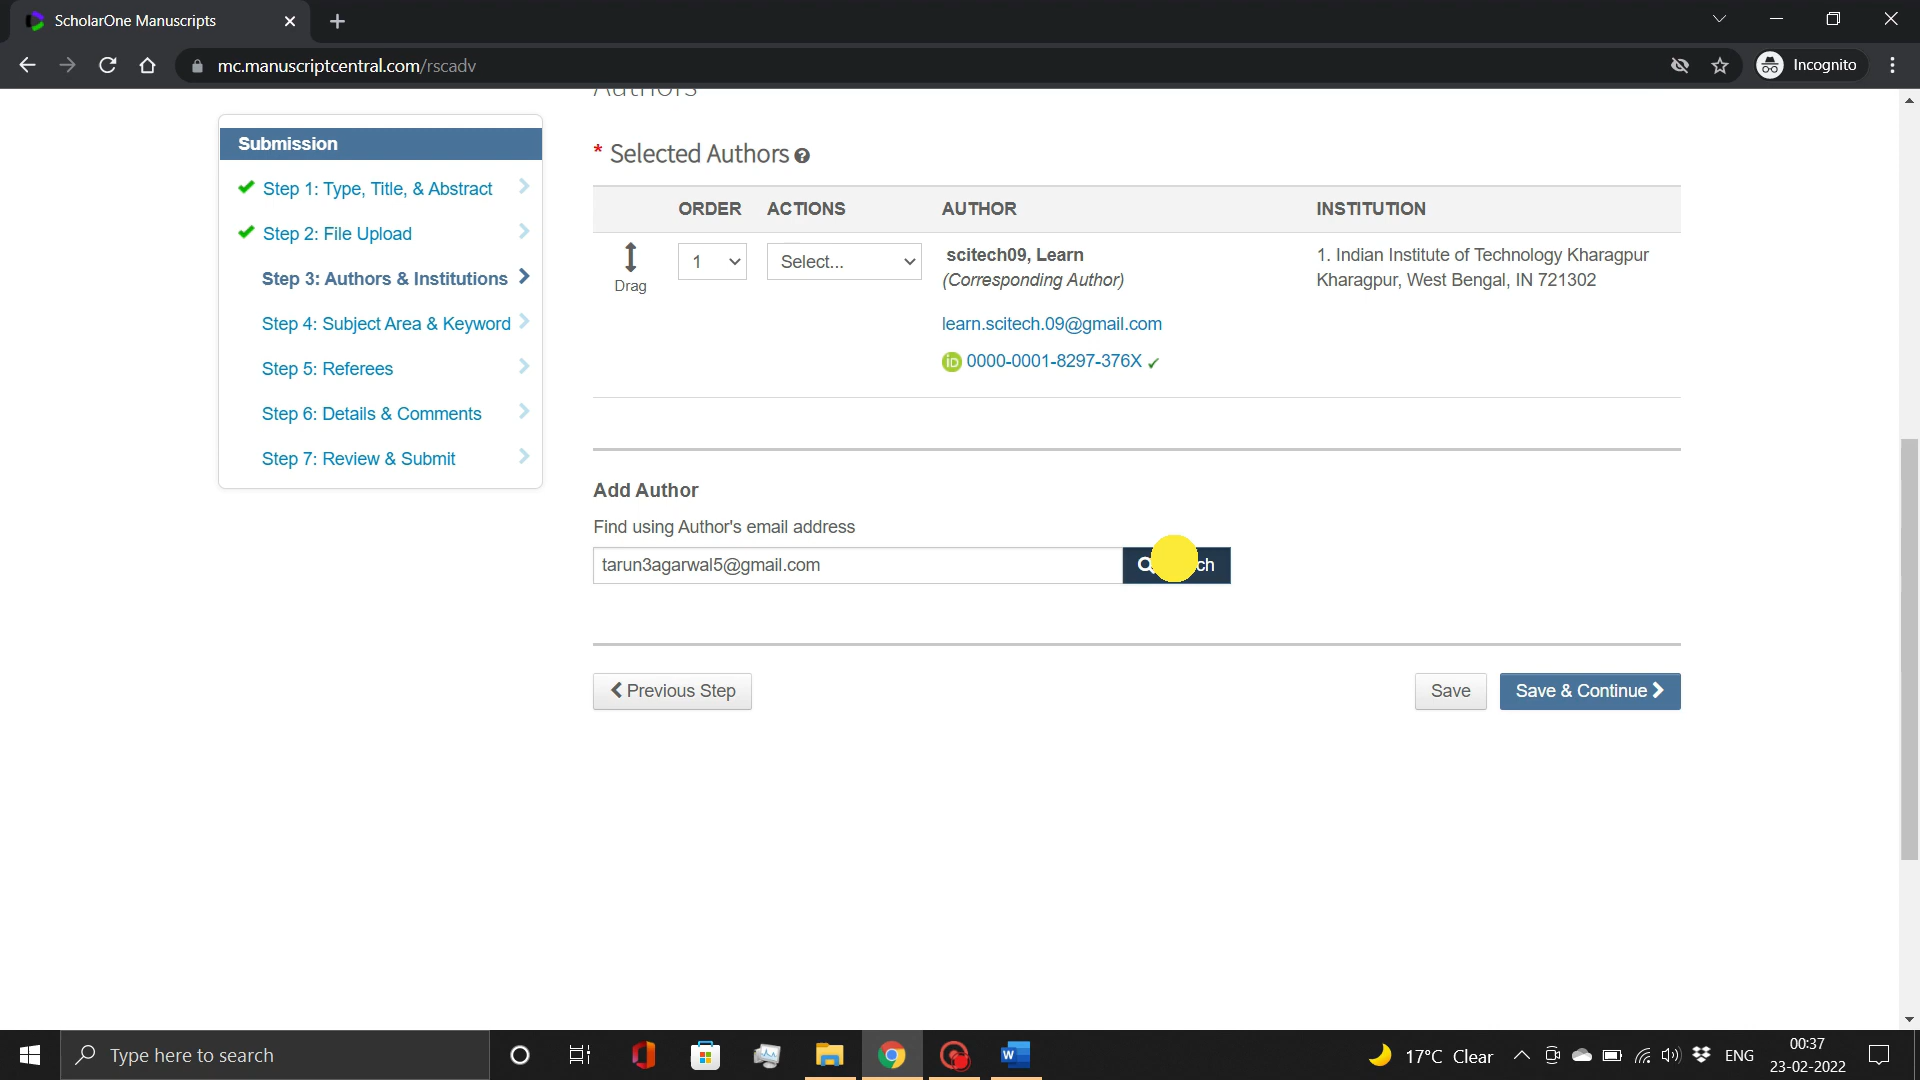 ScholarOne Manuscripts
mc.manuscriptcentral.com/rscadv
Incognito
Authors
Submission
Step 1: Type, Title, & Abstract
Step 2: File Upload
Step 3: Authors & Institutions
Step 4: Subject Area & Keyword
Step 5: Referees
Step 6: Details & Comments
Step 7: Review & Submit
* Selected Authors
ORDER ACTIONS AUTHOR INSTITUTION
Drag
1
Select...
scitech09, Learn
(Corresponding Author)
learn.scitech.09@gmail.com
iD 0000-0001-8297-376X
1. Indian Institute of Technology Kharagpur
Kharagpur, West Bengal, IN 721302
Add Author
Find using Author's email address
tarun3agarwal5@gmail.com
Previous Step
Save
Save & Continue
Type here to search
17°C Clear
ENG
00:37
23-02-2022